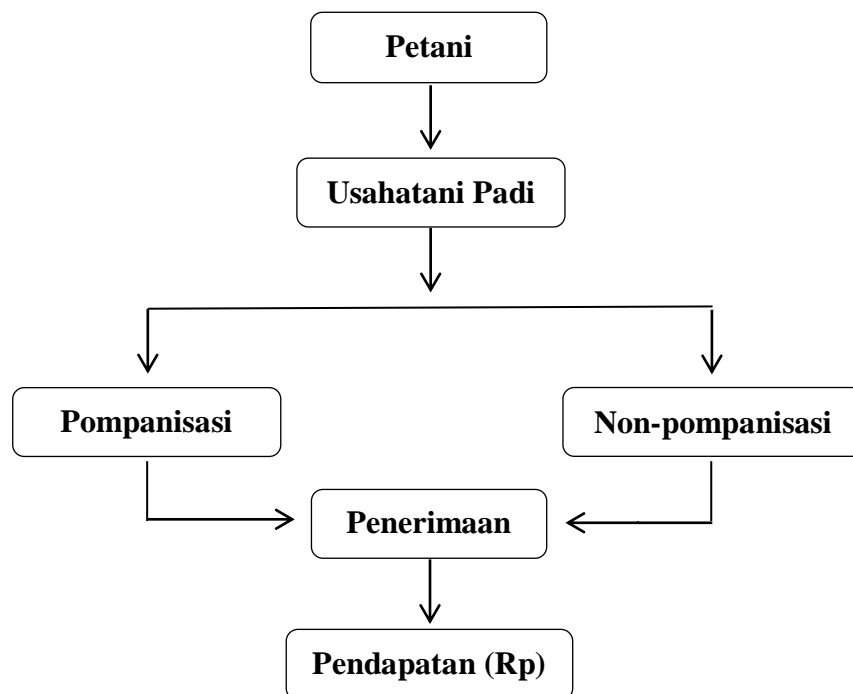 Petani
Usahatani Padi
Pompanisasi
Non-pompanisasi
Penerimaan
Pendapatan (Rp)